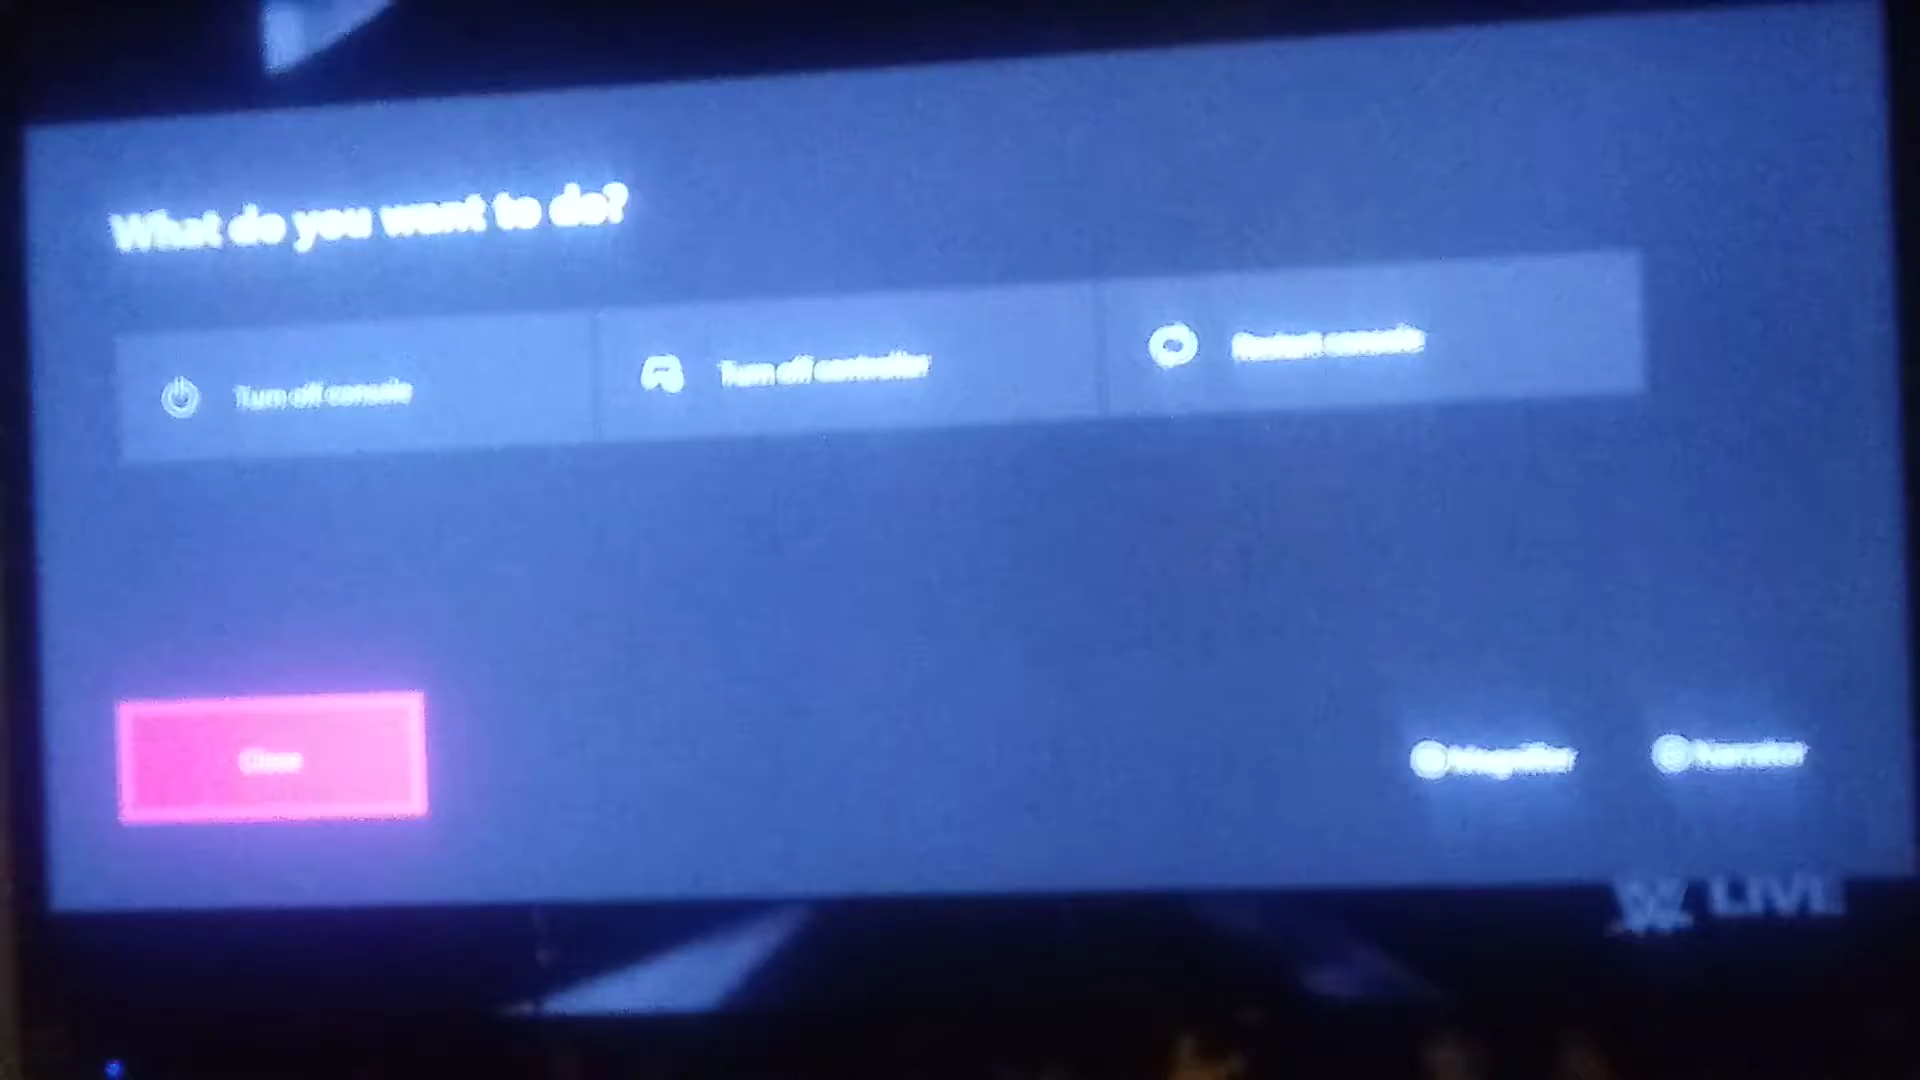 What do you want to do?
Turn off console
Turn off controller
Restart console
Close
Magnifier
Narrator
W LIVE